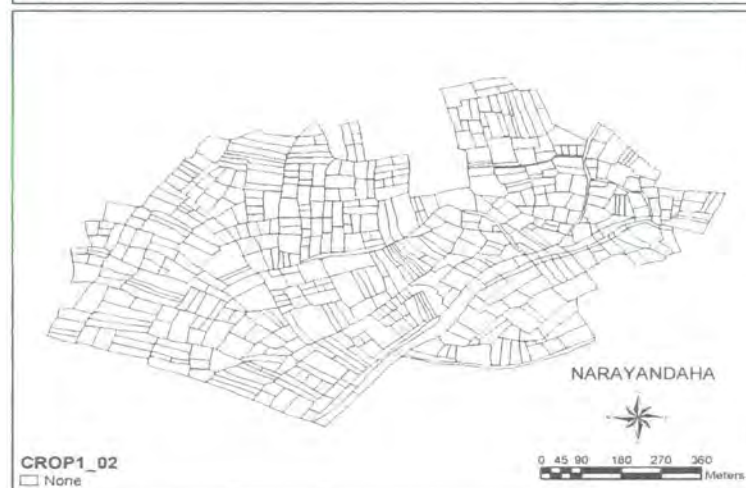 NARAYANDAHA
CROP1_02
None
0 45 90 180 270 360
Meters